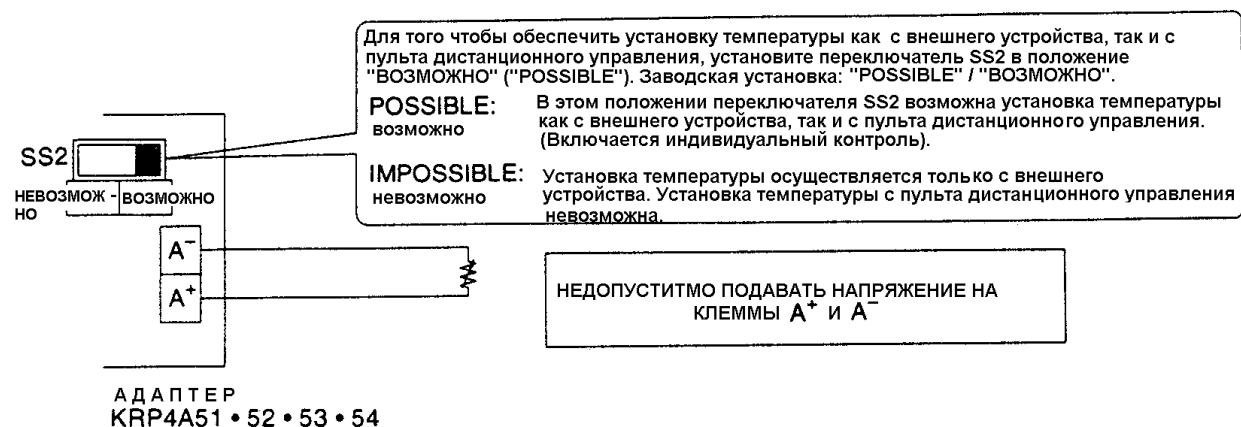 Для того чтобы обеспечить установку температуры как с внешнего устройства, так и с
пульта дистанционного управления, установите переключатель SS2 в положение
"ВОЗМОЖНО" ("POSSIBLE"). Заводская установка: "POSSIBLE" / "ВОЗМОЖНО".
POSSIBLE:
возможно
В этом положении переключателя SS2 возможна установка температуры
как с внешнего устройства, так и с пульта дистанционного управления.
(Включается индивидуальный контроль).
IMPOSSIBLE:
невозможно
Установка температуры осуществляется только с внешнего
устройства. Установка температуры с пульта дистанционного управления
невозможна.
SS2
НЕВОЗМОЖ -
НО
ВОЗМОЖНО
A⁻
A⁺
НЕДОПУСТИТМО ПОДАВАТЬ НАПРЯЖЕНИЕ НА
КЛЕММЫ A⁺ И A⁻
АДАПТЕР
KRP4A51 • 52 • 53 • 54